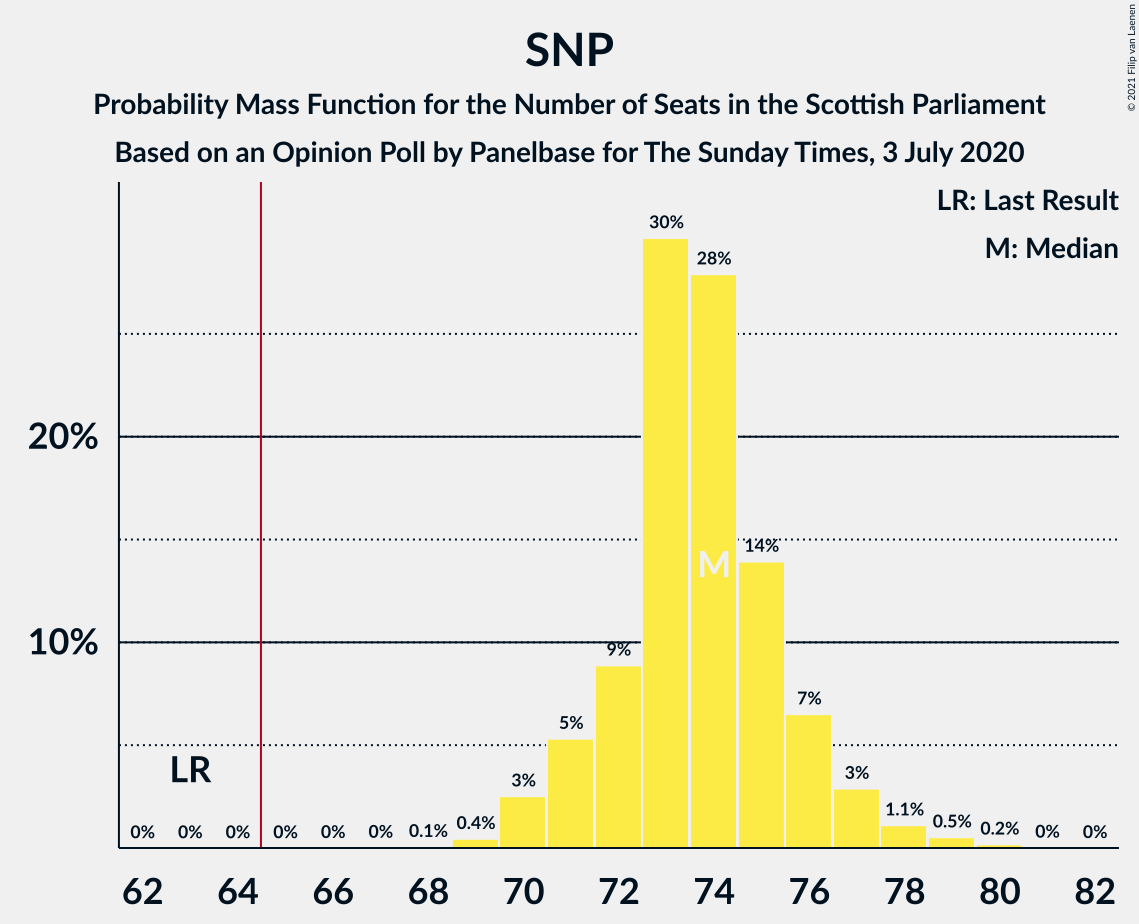 SNP
Probability Mass Function for the Number of Seats in the Scottish Parliament
Based on an Opinion Poll by Panelbase for The Sunday Times, 3 July 2020
© 2021 Filip van Laenen
LR: Last Result
M: Median
30%
28%
20%
14%
M
10%
9%
7%
5%
LR
3%
3%
0% 0% 0% 0% 0% 0% 0.1% 0.4% 1.1% 0.5% 0.2% 0% 0%
62 64 66 68 70 72 74 76 78 80 82